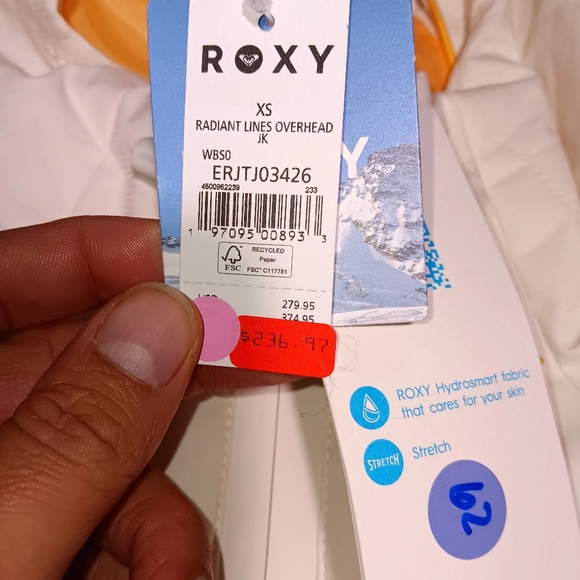 ROXY
XS
RADIANT LINES OVERHEAD
JK
WBS0
ERJTJ03426
4500962239 233
1 97095 00893 3
FSC
RECYCLED
Paper
FSC® C117781
279.95
374.95
$236.97
Y
ROXY Hydrosmart fabric
that cares for your skin
STRETCH
Stretch
62